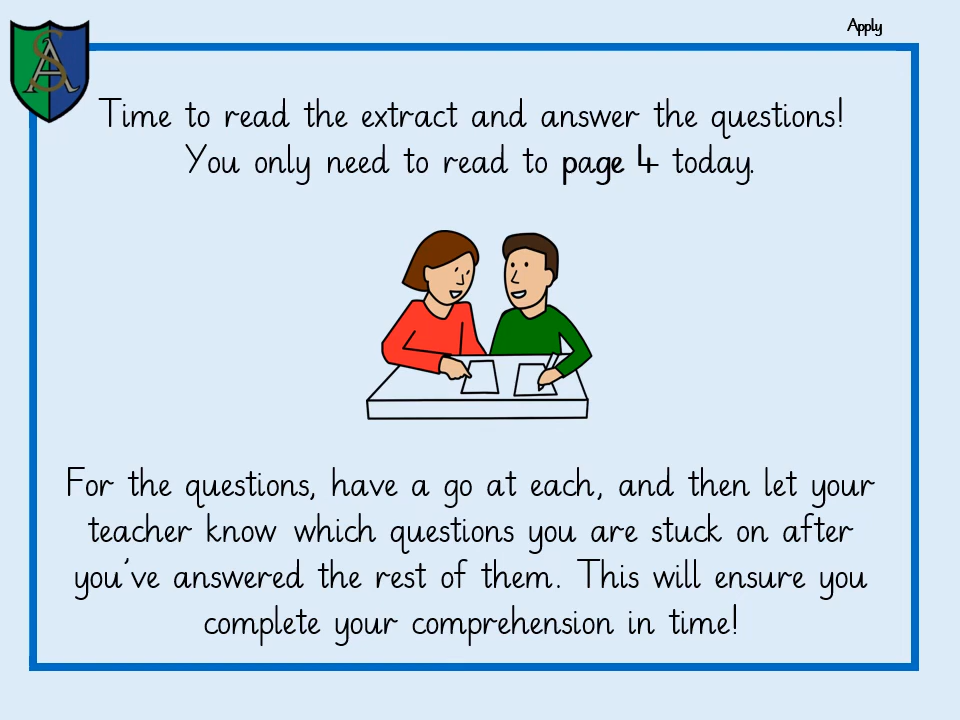 Apply
SA
Time to read the extract and answer the questions!
You only need to read to page 4 today.
For the questions, have a go at each, and then let your
teacher know which questions you are stuck on after
you've answered the rest of them. This will ensure you
complete your comprehension in time!